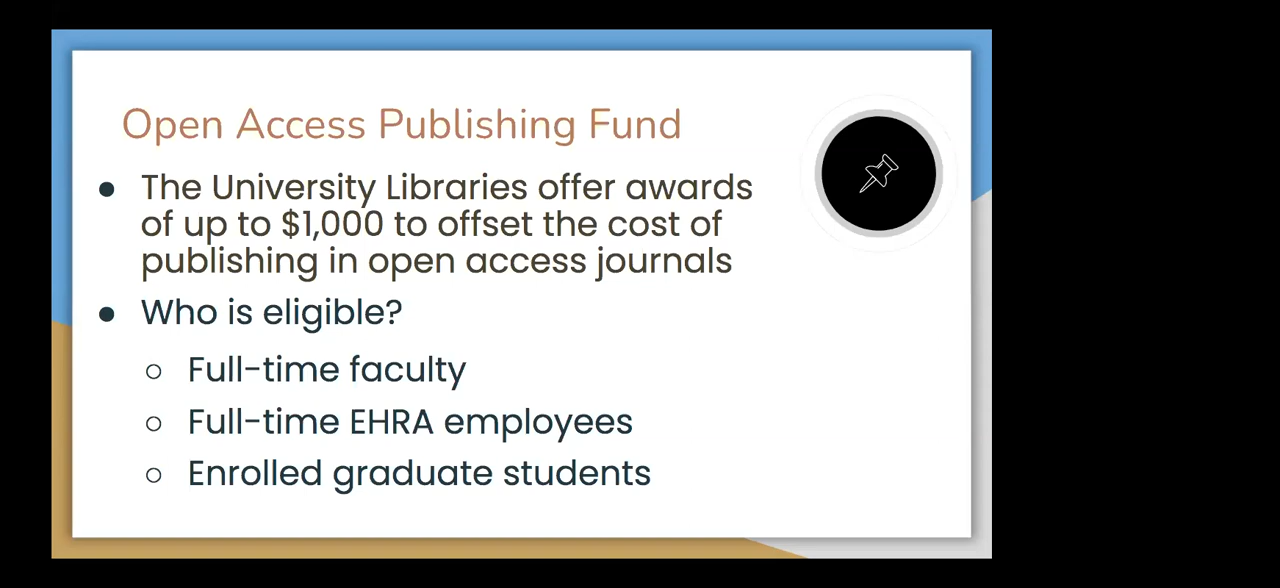 Open Access Publishing Fund
● The University Libraries offer awards
of up to $1,000 to offset the cost of
publishing in open access journals
● Who is eligible?
○ Full-time faculty
○ Full-time EHRA employees
○ Enrolled graduate students